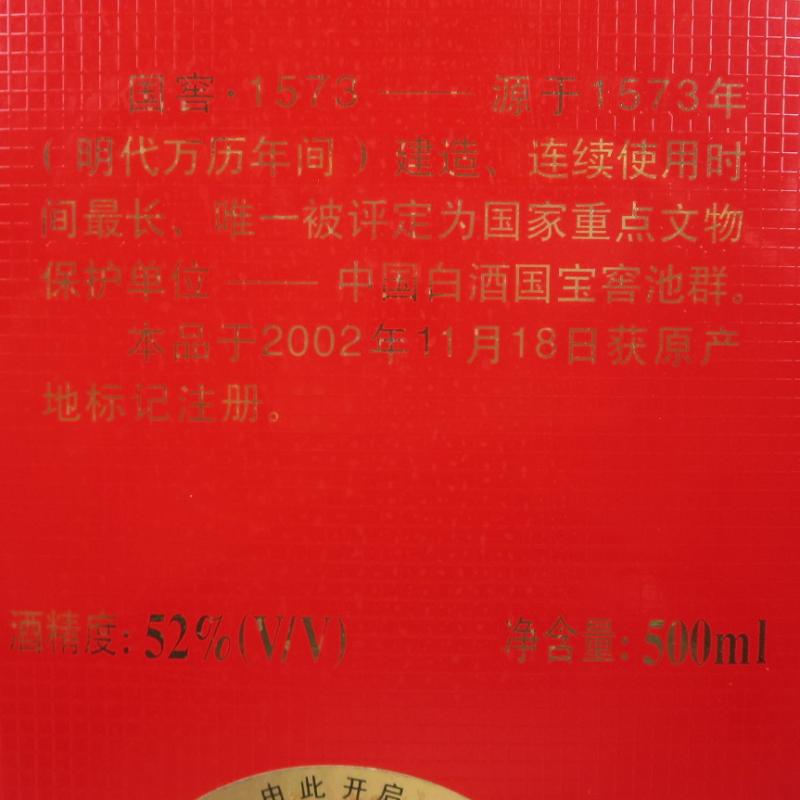 国窖·1573 —— 源于1573年
（明代万历年间）建造、连续使用时
间最长、唯一被评定为国家重点文物
保护单位 —— 中国白酒国宝窖池群。
本品于2002年11月18日获原产
地标记注册。
酒精度: 52%(V/V) 净含量: 500ml
由此开启